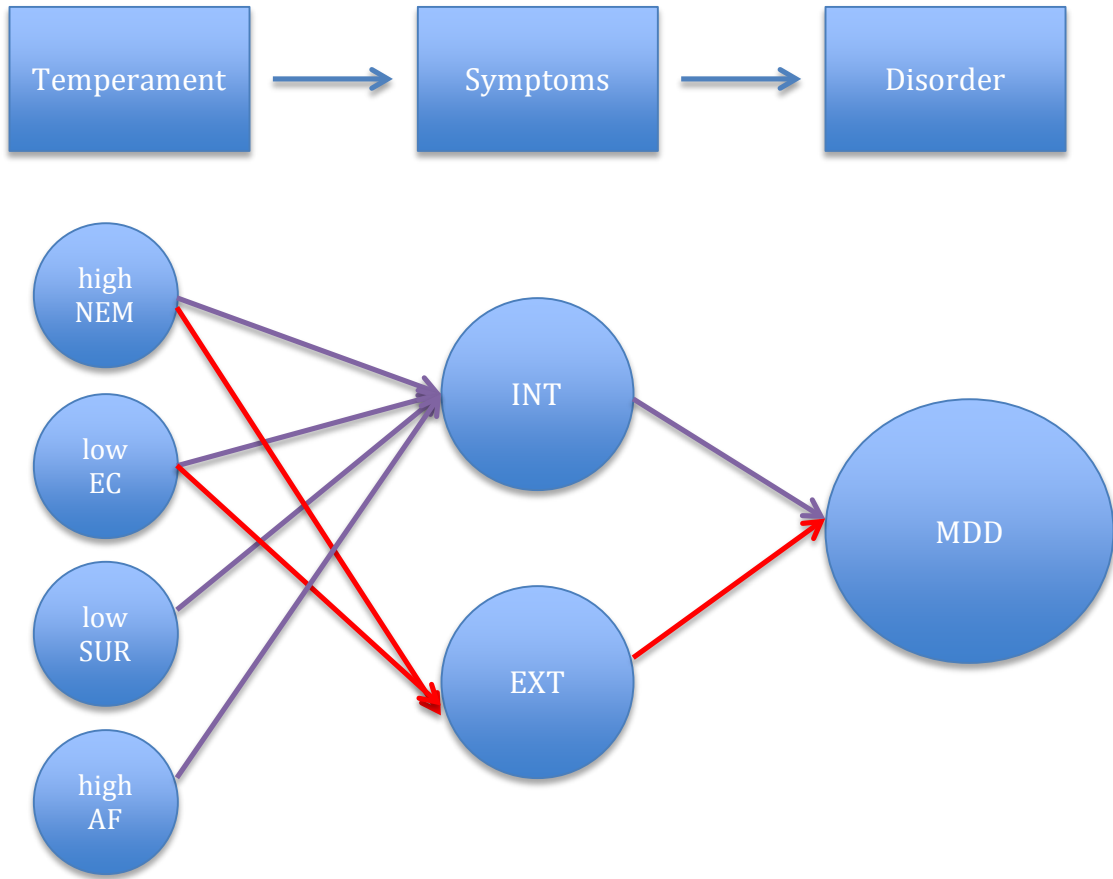 Temperament
Symptoms
Disorder
high
NEM
low
EC
low
SUR
high
AF
INT
EXT
MDD